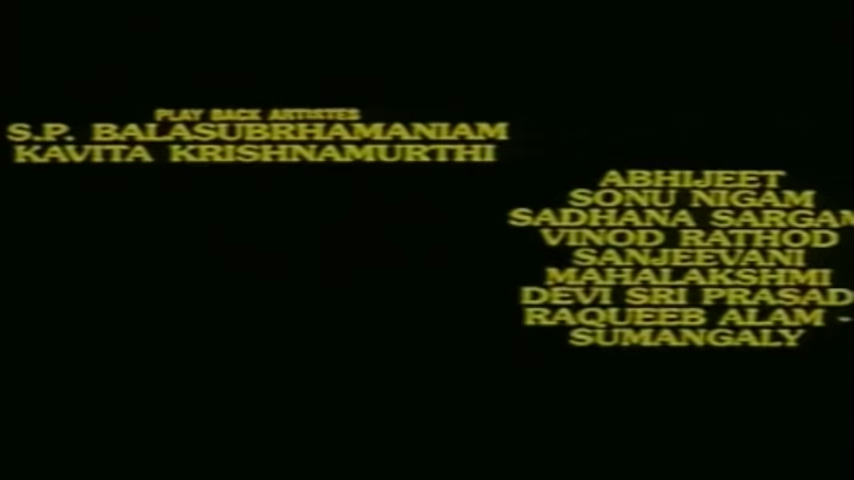 PLAY BACK ARTISTES
S.P. BALASUBRHAMANIAM
KAVITA KRISHNAMURTHI
ABHIJEET
SONU NIGAM
SADHANA SARGAM
VINOD RATHOD
SANJEEVANI
MAHALAKSHMI
DEVI SRI PRASAD
RAQUEEB ALAM -
SUMANGALY